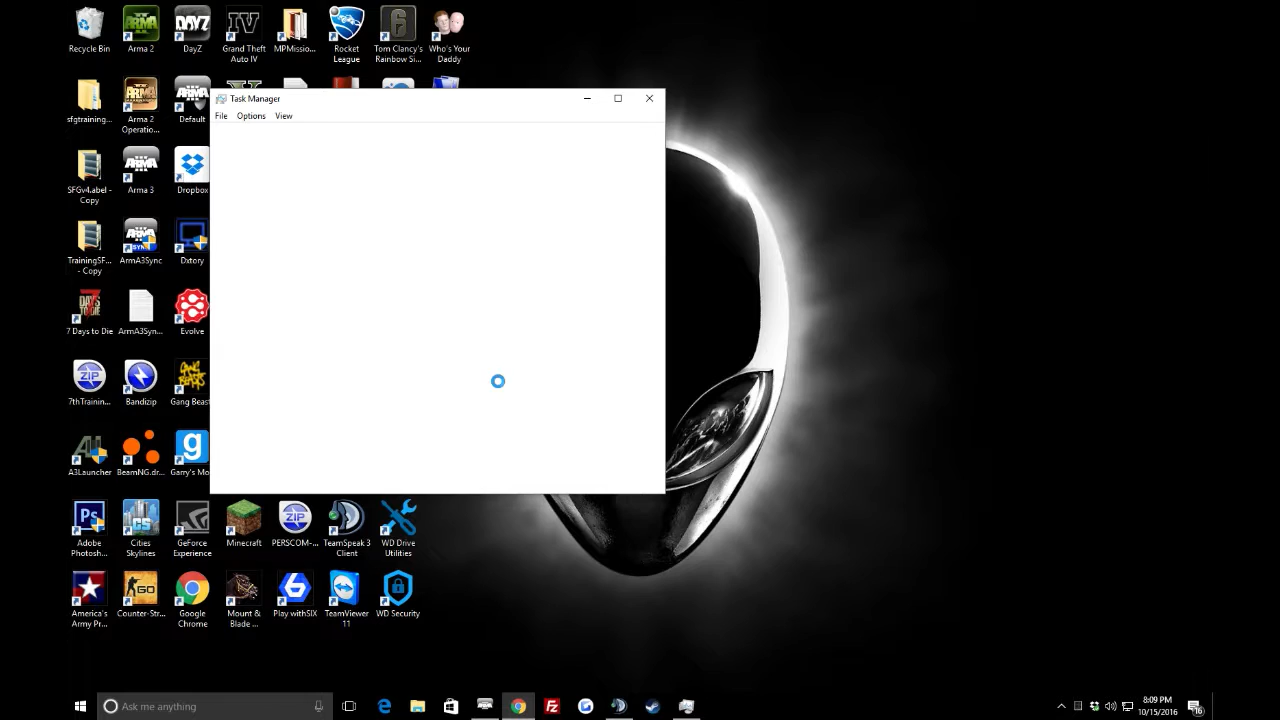 Recycle Bin
Arma 2
DayZ
Grand Theft
Auto IV
MPMissio...
Rocket
League
Tom Clancy's
Rainbow Si...
Who's Your
Daddy
Task Manager
File Options View
sfgtraining...
Arma 2
Operatio...
Default
SFGv4.abel -
Copy
Arma 3
Dropbox
TrainingSF...
- Copy
ArmA3Sync
Dxtory
7 Days to Die
ArmA3Syn...
Evolve
7thTrainin...
Bandizip
Gang Beast
A3Launcher
BeamNG.dr...
Garry's Mo
Adobe
Photosh...
Cities
Skylines
GeForce
Experience
Minecraft
PERSCOM-...
TeamSpeak 3
Client
WD Drive
Utilities
America's
Army Pr...
Counter-Str...
Google
Chrome
Mount &
Blade ...
Play withSIX
TeamViewer
11
WD Security
Ask me anything
8:09 PM
10/15/2016